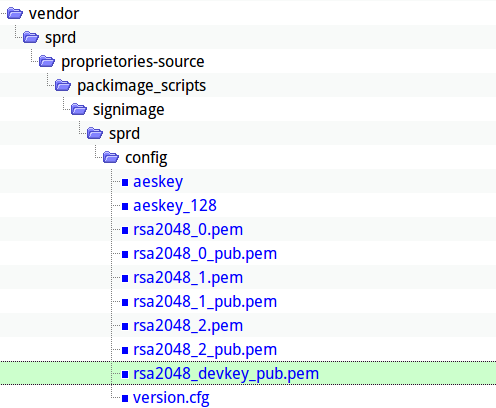 vendor
sprd
proprietories-source
packimage_scripts
signimage
sprd
config
aeskey
aeskey_128
rsa2048_0.pem
rsa2048_0_pub.pem
rsa2048_1.pem
rsa2048_1_pub.pem
rsa2048_2.pem
rsa2048_2_pub.pem
rsa2048_devkey_pub.pem
version.cfg